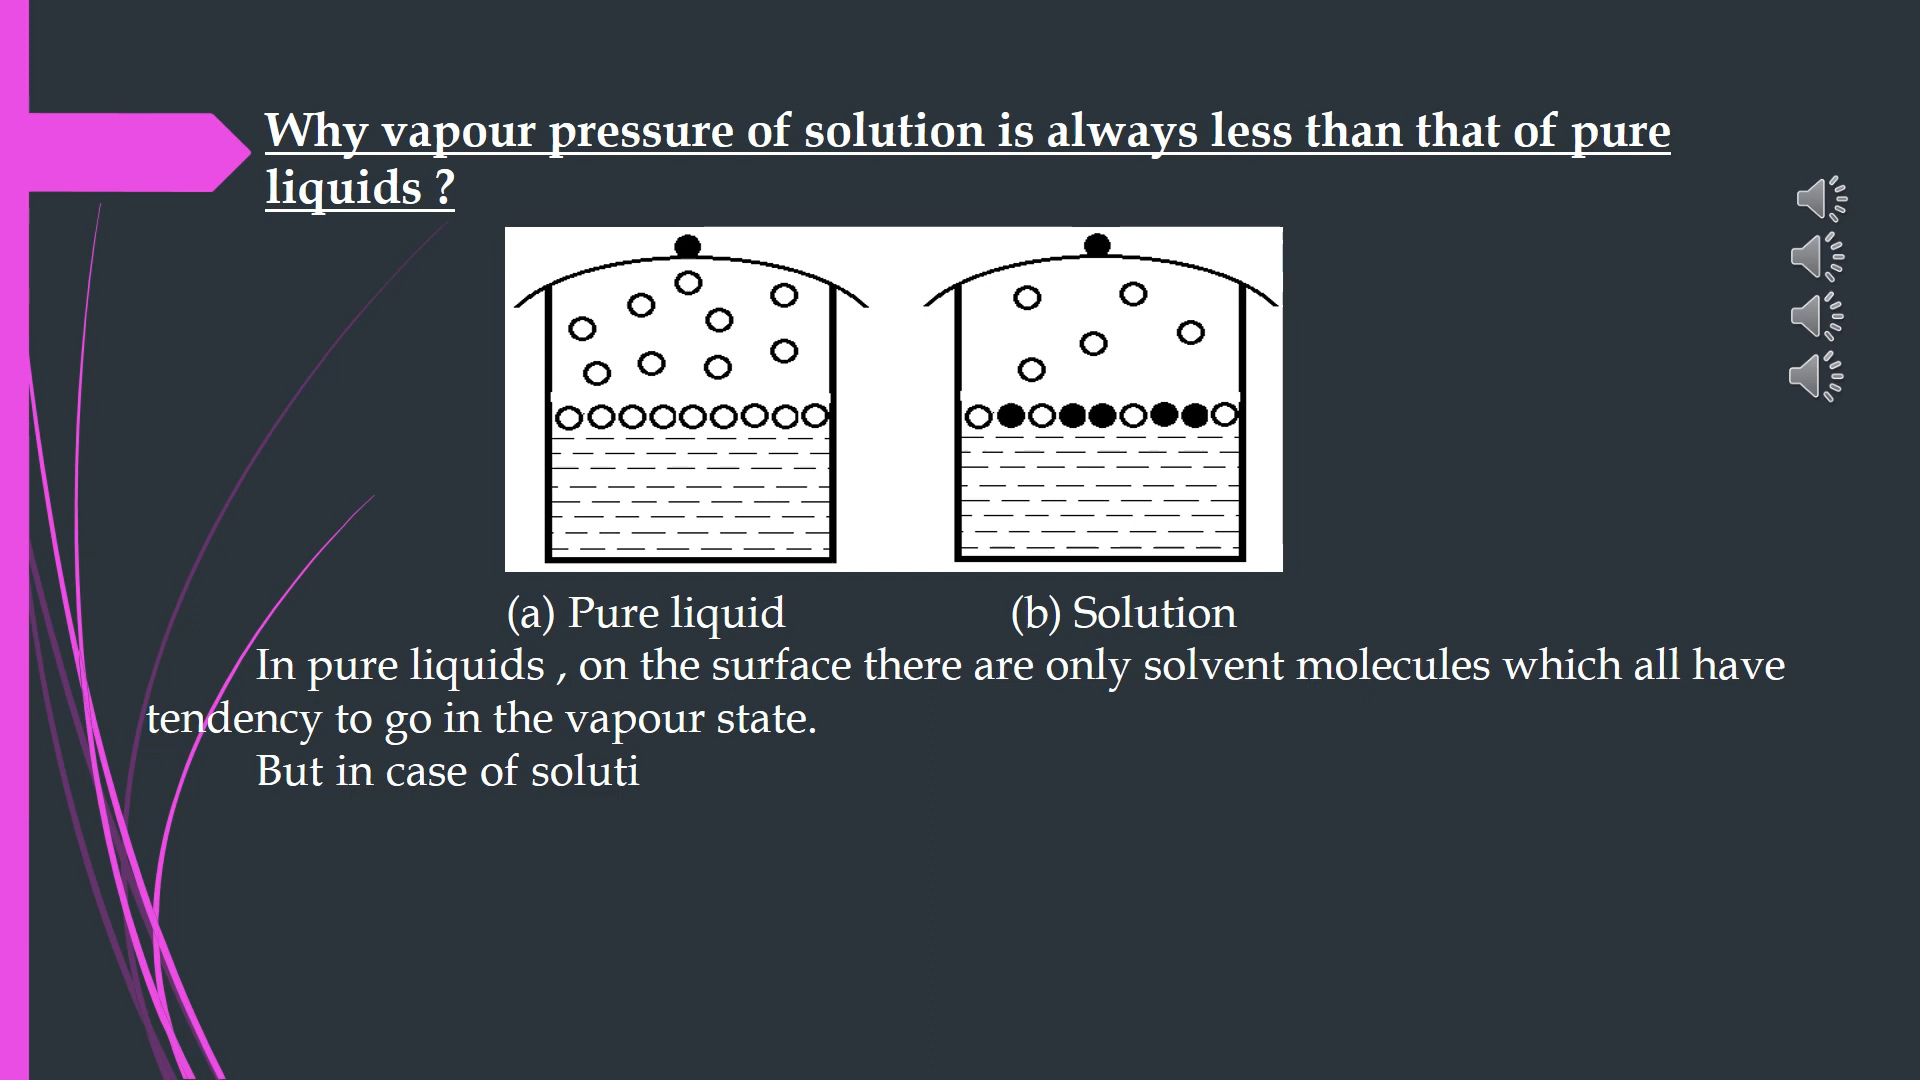 Why vapour pressure of solution is always less than that of pure
liquids ?
(a) Pure liquid (b) Solution
In pure liquids , on the surface there are only solvent molecules which all have
tendency to go in the vapour state.
But in case of soluti